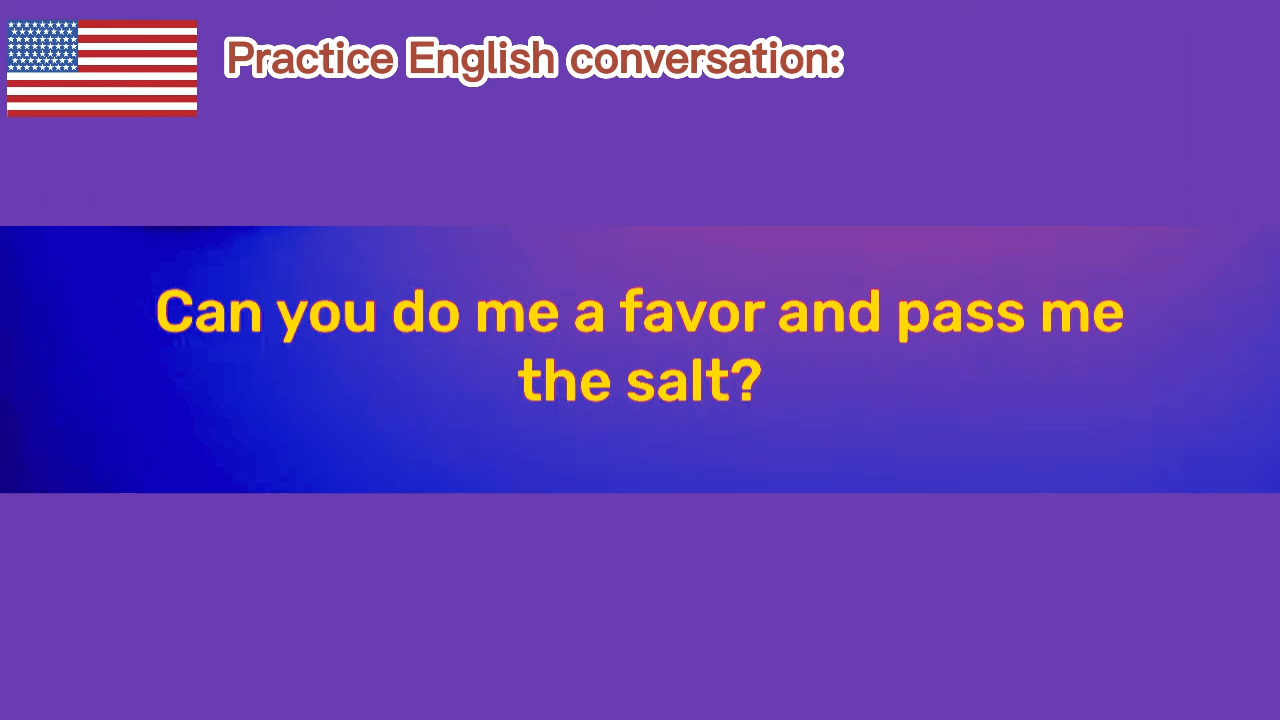 Practice English conversation:
Can you do me a favor and pass me
the salt?